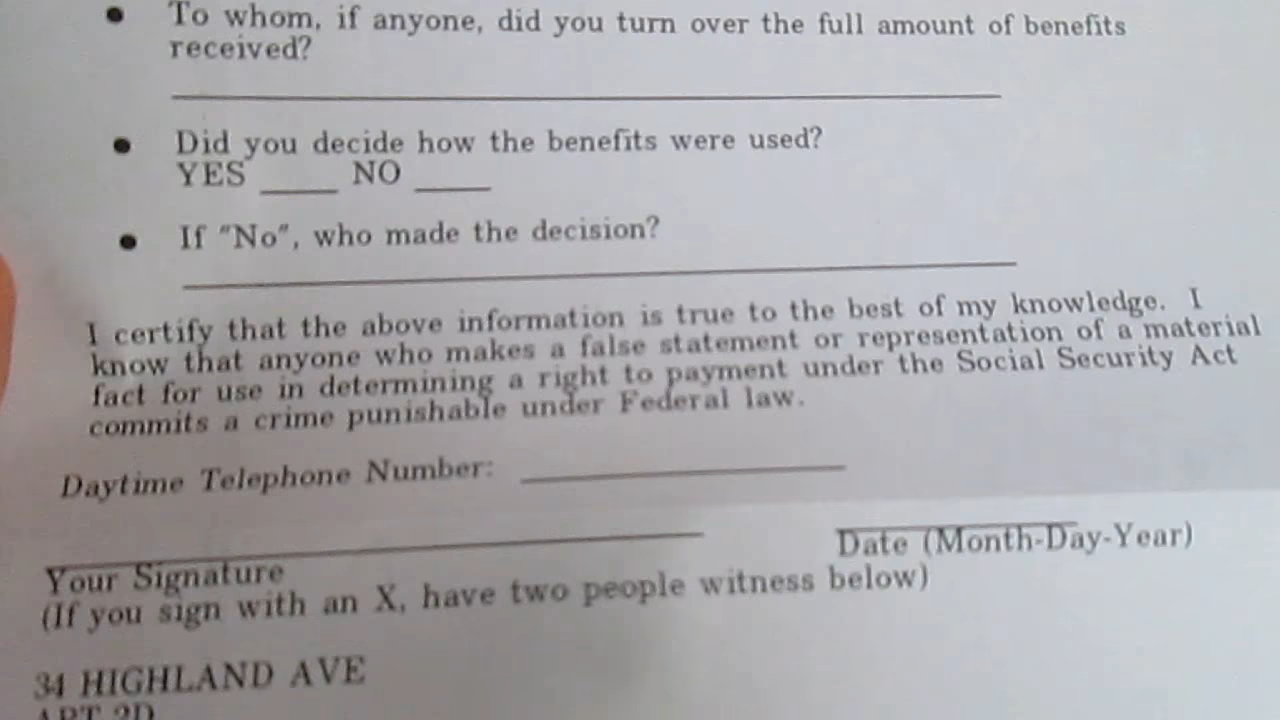 • To whom, if anyone, did you turn over the full amount of benefits
received?
• Did you decide how the benefits were used?
YES ____ NO ____
• If "No", who made the decision?
I certify that the above information is true to the best of my knowledge. I
know that anyone who makes a false statement or representation of a material
fact for use in determining a right to payment under the Social Security Act
commits a crime punishable under Federal law.
Daytime Telephone Number:
Your Signature
Date (Month-Day-Year)
(If you sign with an X, have two people witness below)
34 HIGHLAND AVE
APT 2D